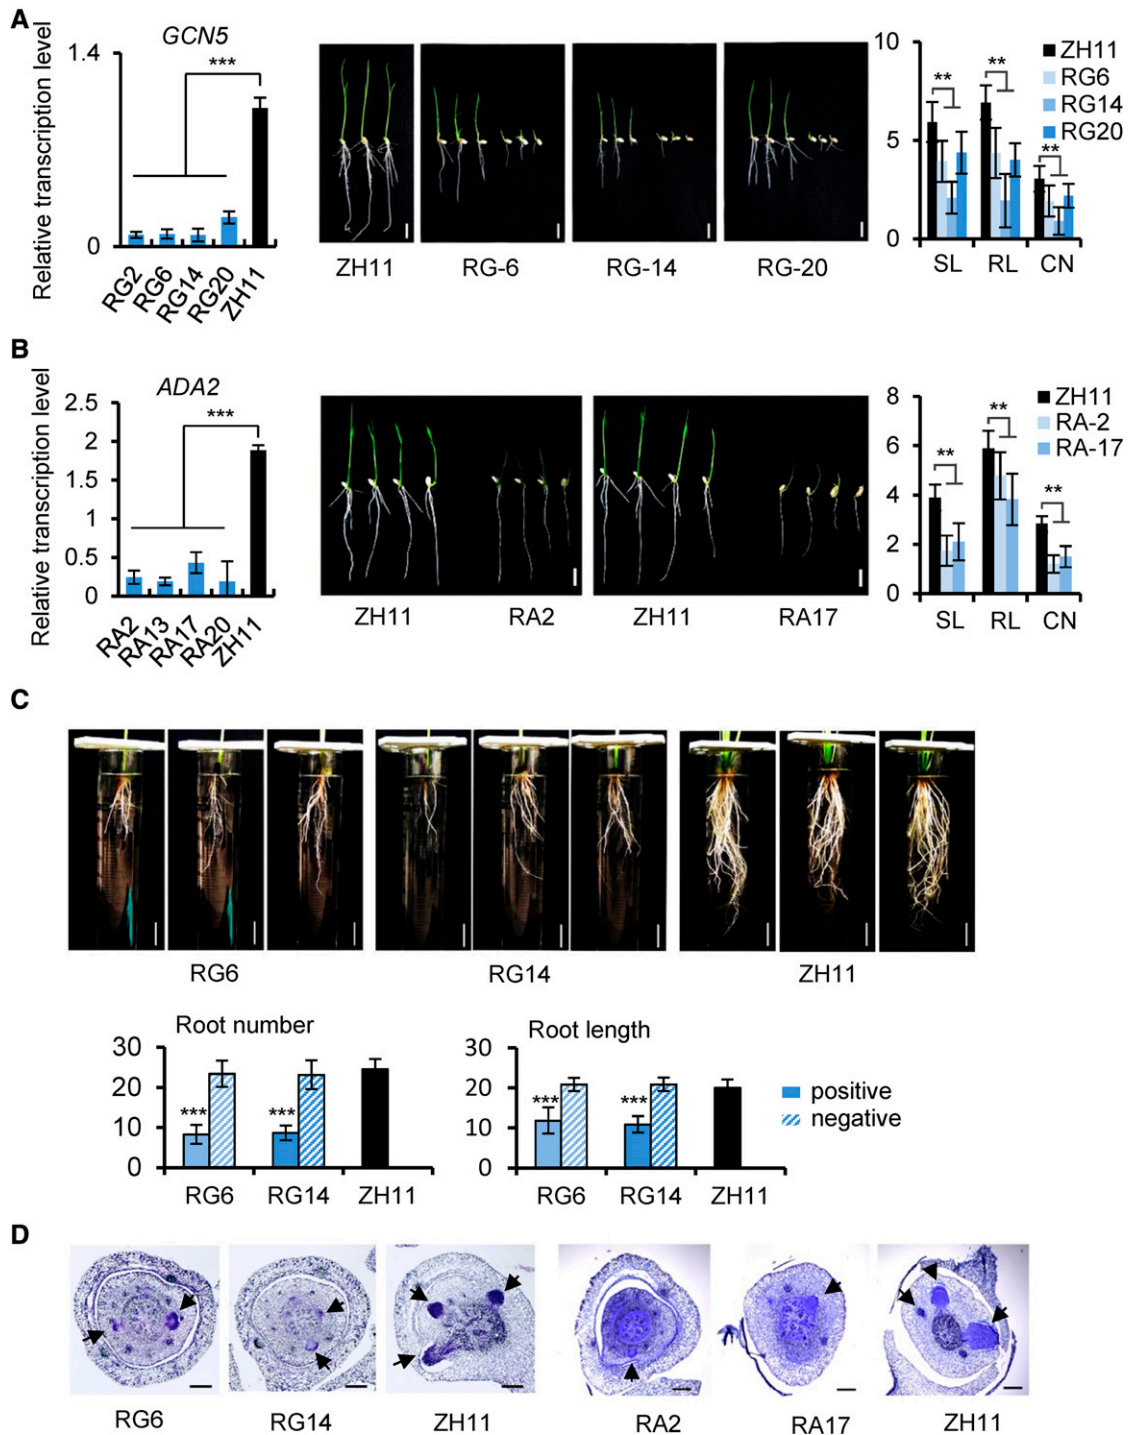 A
Relative transcription level
GCN5
1.4
0
***
RG2
RG6
RG14
RG20
ZH11
ZH11
RG-6
RG-14
RG-20
10
5
0
**
**
**
SL
RL
CN
ZH11
RG6
RG14
RG20
B
Relative transcription level
ADA2
2.5
2
1.5
1
0.5
0
***
RA2
RA13
RA17
RA20
ZH11
ZH11
RA2
ZH11
RA17
8
6
4
2
0
**
**
**
SL
RL
CN
ZH11
RA-2
RA-17
C
RG6
RG14
ZH11
Root number
30
20
10
0
***
***
RG6
RG14
ZH11
Root length
30
20
10
0
***
***
RG6
RG14
ZH11
positive
negative
D
RG6
RG14
ZH11
RA2
RA17
ZH11